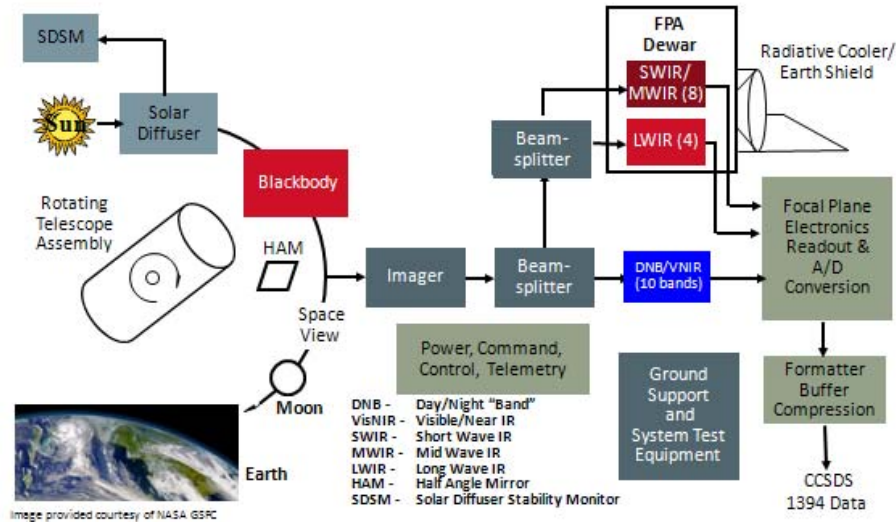 SDSM
Sun
Solar
Diffuser
Blackbody
Rotating
Telescope
Assembly
HAM
Space
View
Moon
Earth
Image provided courtesy of NASA GSFC
Imager
Beam-
splitter
Beam-
splitter
FPA
Dewar
SWIR/
MWIR (8)
LWIR (4)
Radiative Cooler/
Earth Shield
DNB/VNIR
(10 bands)
Focal Plane
Electronics
Readout &
A/D
Conversion
Formatter
Buffer
Compression
CCSDS
1394 Data
Power, Command,
Control, Telemetry
Ground
Support
and
System Test
Equipment
DNB - Day/Night "Band"
VisNIR - Visible/Near IR
SWIR - Short Wave IR
MWIR - Mid Wave IR
LWIR - Long Wave IR
HAM - Half Angle Mirror
SDSM - Solar Diffuser Stability Monitor